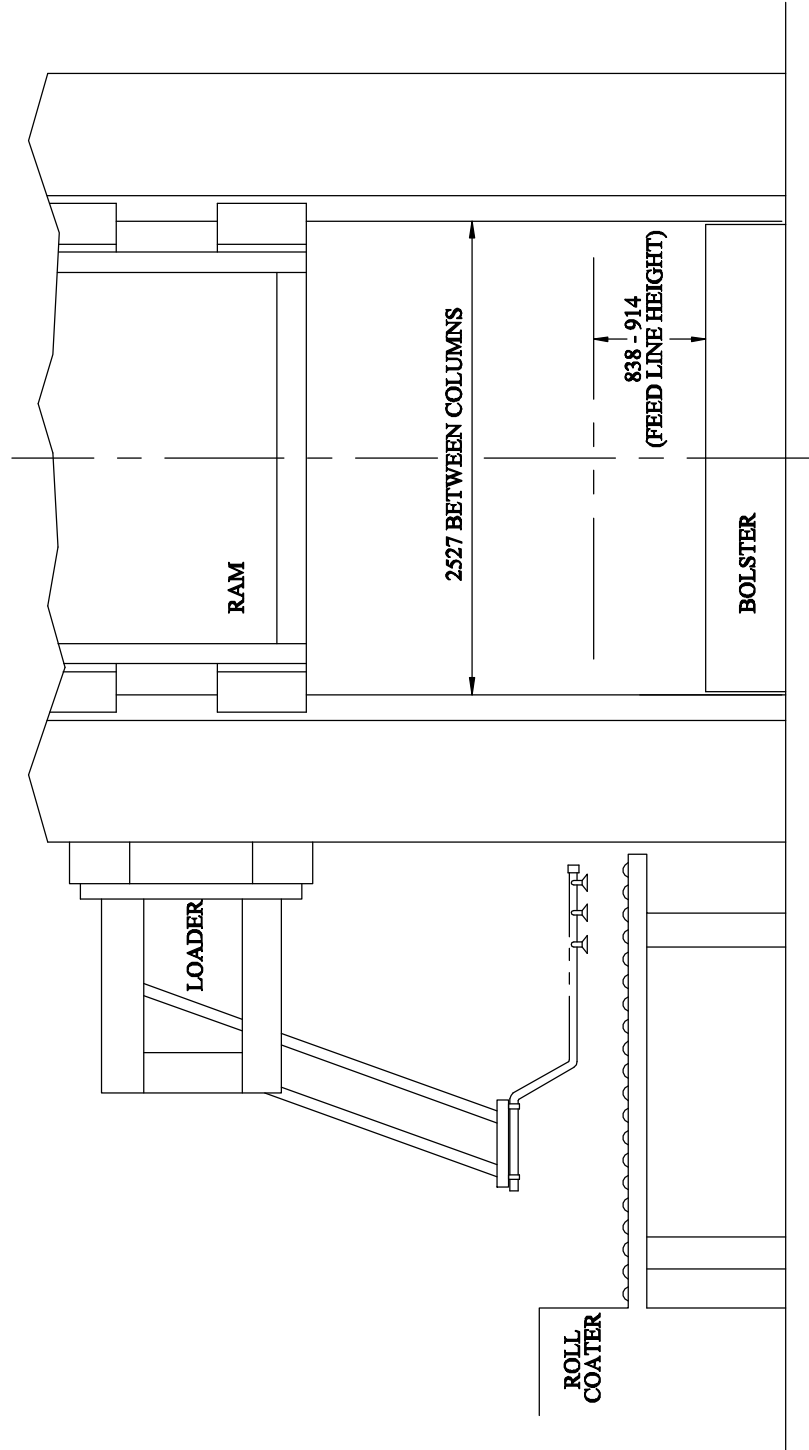 ROLL
COATER
LOADER
RAM
2527 BETWEEN COLUMNS
838 - 914
(FEED LINE HEIGHT)
BOLSTER